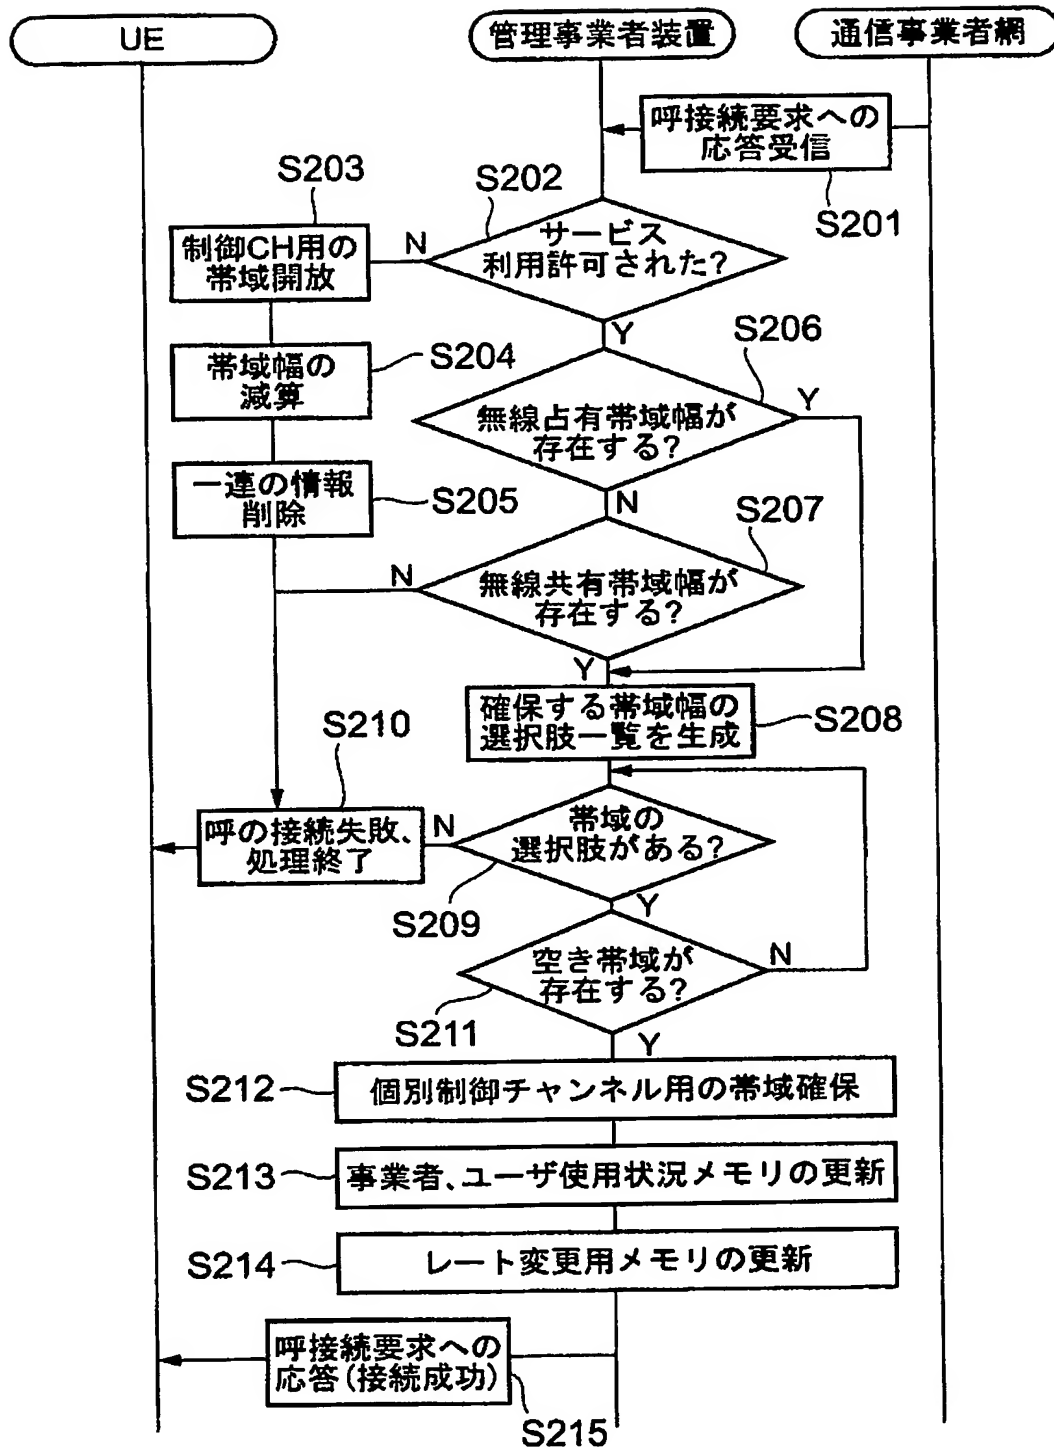 UE
管理事業者装置
通信事業者網
呼接続要求への
応答受信
S201
S202
サービス
利用許可された?
N
Y
S203
制御CH用の
帯域開放
帯域幅の
減算
S204
一連の情報
削除
S205
S206
無線占有帯域幅が
存在する?
Y
N
S207
無線共有帯域幅が
存在する?
N
Y
確保する帯域幅の
選択肢一覧を生成
S208
S210
呼の接続失敗、
処理終了
N
帯域の
選択肢がある?
S209
Y
空き帯域が
存在する?
N
S211
Y
S212
個別制御チャンネル用の帯域確保
S213
事業者、ユーザ使用状況メモリの更新
S214
レート変更用メモリの更新
呼接続要求への
応答(接続成功)
S215